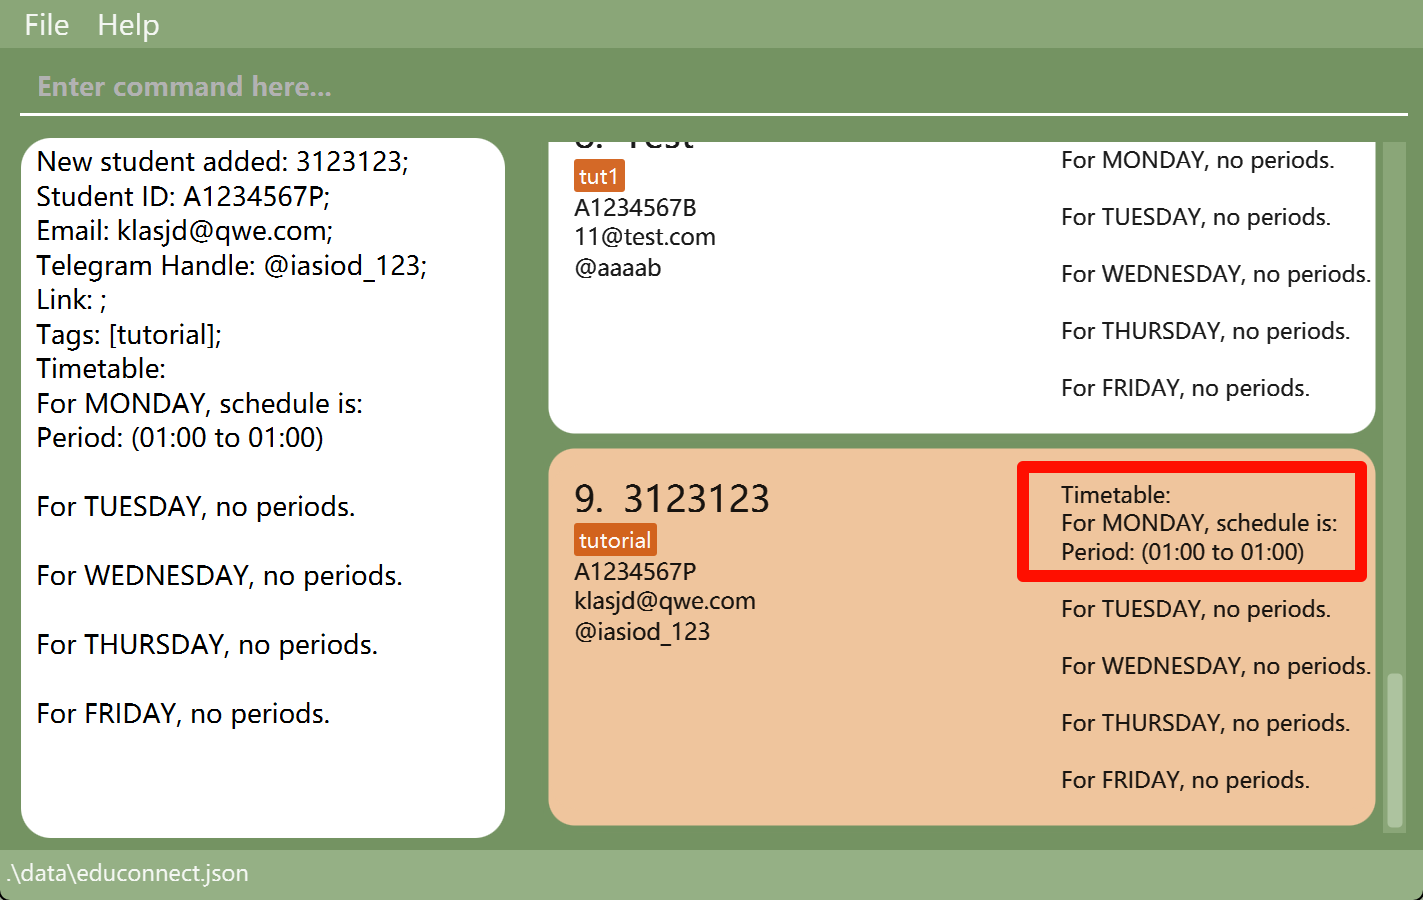 File Help
Enter command here...
New student added: 3123123;
Student ID: A1234567P;
Email: klasjd@qwe.com;
Telegram Handle: @iasiod_123;
Link: ;
Tags: [tutorial];
Timetable:
For MONDAY, schedule is:
Period: (01:00 to 01:00)
For TUESDAY, no periods.
For WEDNESDAY, no periods.
For THURSDAY, no periods.
For FRIDAY, no periods.
tut1
A1234567B
11@test.com
@aaaab
For MONDAY, no periods.
For TUESDAY, no periods.
For WEDNESDAY, no periods.
For THURSDAY, no periods.
For FRIDAY, no periods.
9. 3123123
tutorial
A1234567P
klasjd@qwe.com
@iasiod_123
Timetable:
For MONDAY, schedule is:
Period: (01:00 to 01:00)
For TUESDAY, no periods.
For WEDNESDAY, no periods.
For THURSDAY, no periods.
For FRIDAY, no periods.
.\data\educonnect.json